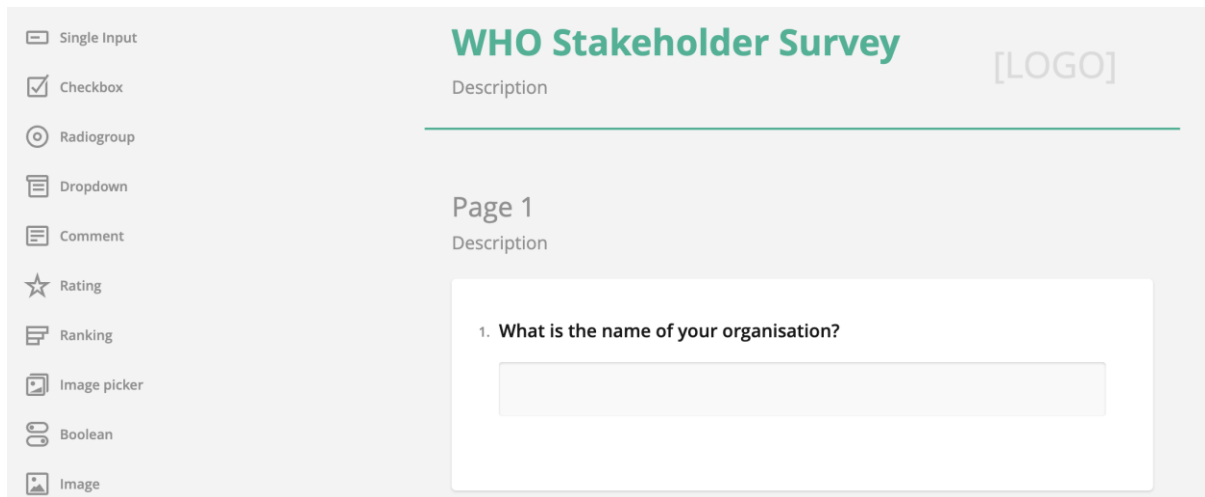 Single Input
Checkbox
Radiogroup
Dropdown
Comment
Rating
Ranking
Image picker
Boolean
Image
WHO Stakeholder Survey
[LOGO]
Description
Page 1
Description
1. What is the name of your organisation?